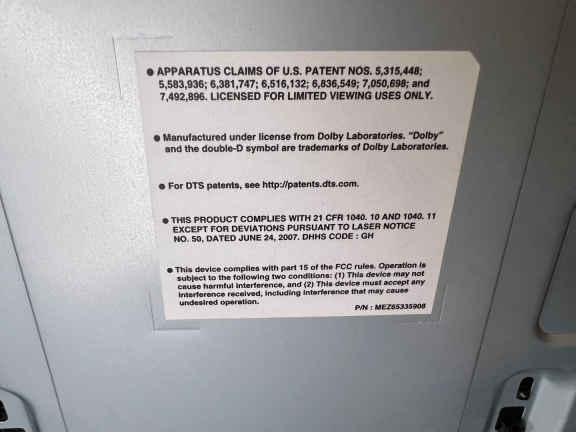 ● APPARATUS CLAIMS OF U.S. PATENT NOS. 5,315,448;
5,583,936; 6,381,747; 6,516,132; 6,836,549; 7,050,698; and
7,492,896. LICENSED FOR LIMITED VIEWING USES ONLY.
● Manufactured under license from Dolby Laboratories. "Dolby"
and the double-D symbol are trademarks of Dolby Laboratories.
● For DTS patents, see http://patents.dts.com.
● THIS PRODUCT COMPLIES WITH 21 CFR 1040. 10 AND 1040. 11
EXCEPT FOR DEVIATIONS PURSUANT TO LASER NOTICE
NO. 50, DATED JUNE 24, 2007. DHHS CODE : GH
● This device complies with part 15 of the FCC rules. Operation is
subject to the following two conditions: (1) This device may not
cause harmful interference, and (2) This device must accept any
interference received, including interference that may cause
undesired operation.
P/N : MEZ65335908